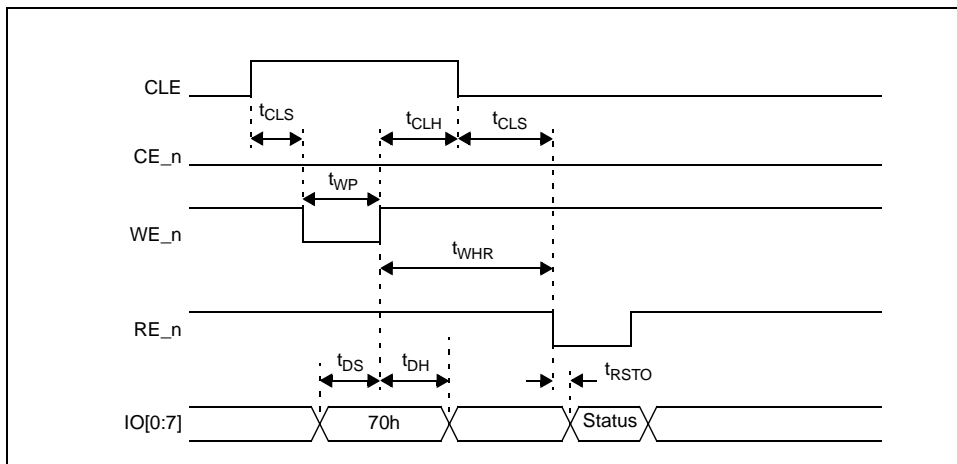 CLE
tCLS
tCLH
tCLS
CE_n
tWP
WE_n
tWHR
RE_n
tDS
tDH
tRSTO
IO[0:7]
70h
Status